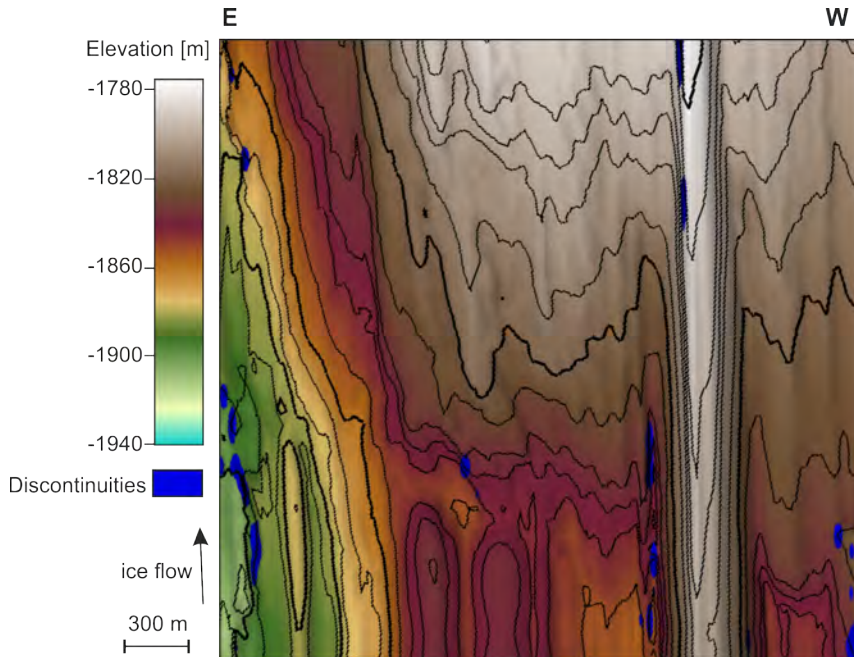 E
W
Elevation [m]
-1780
-1820
-1860
-1900
-1940
Discontinuities
ice flow
300 m